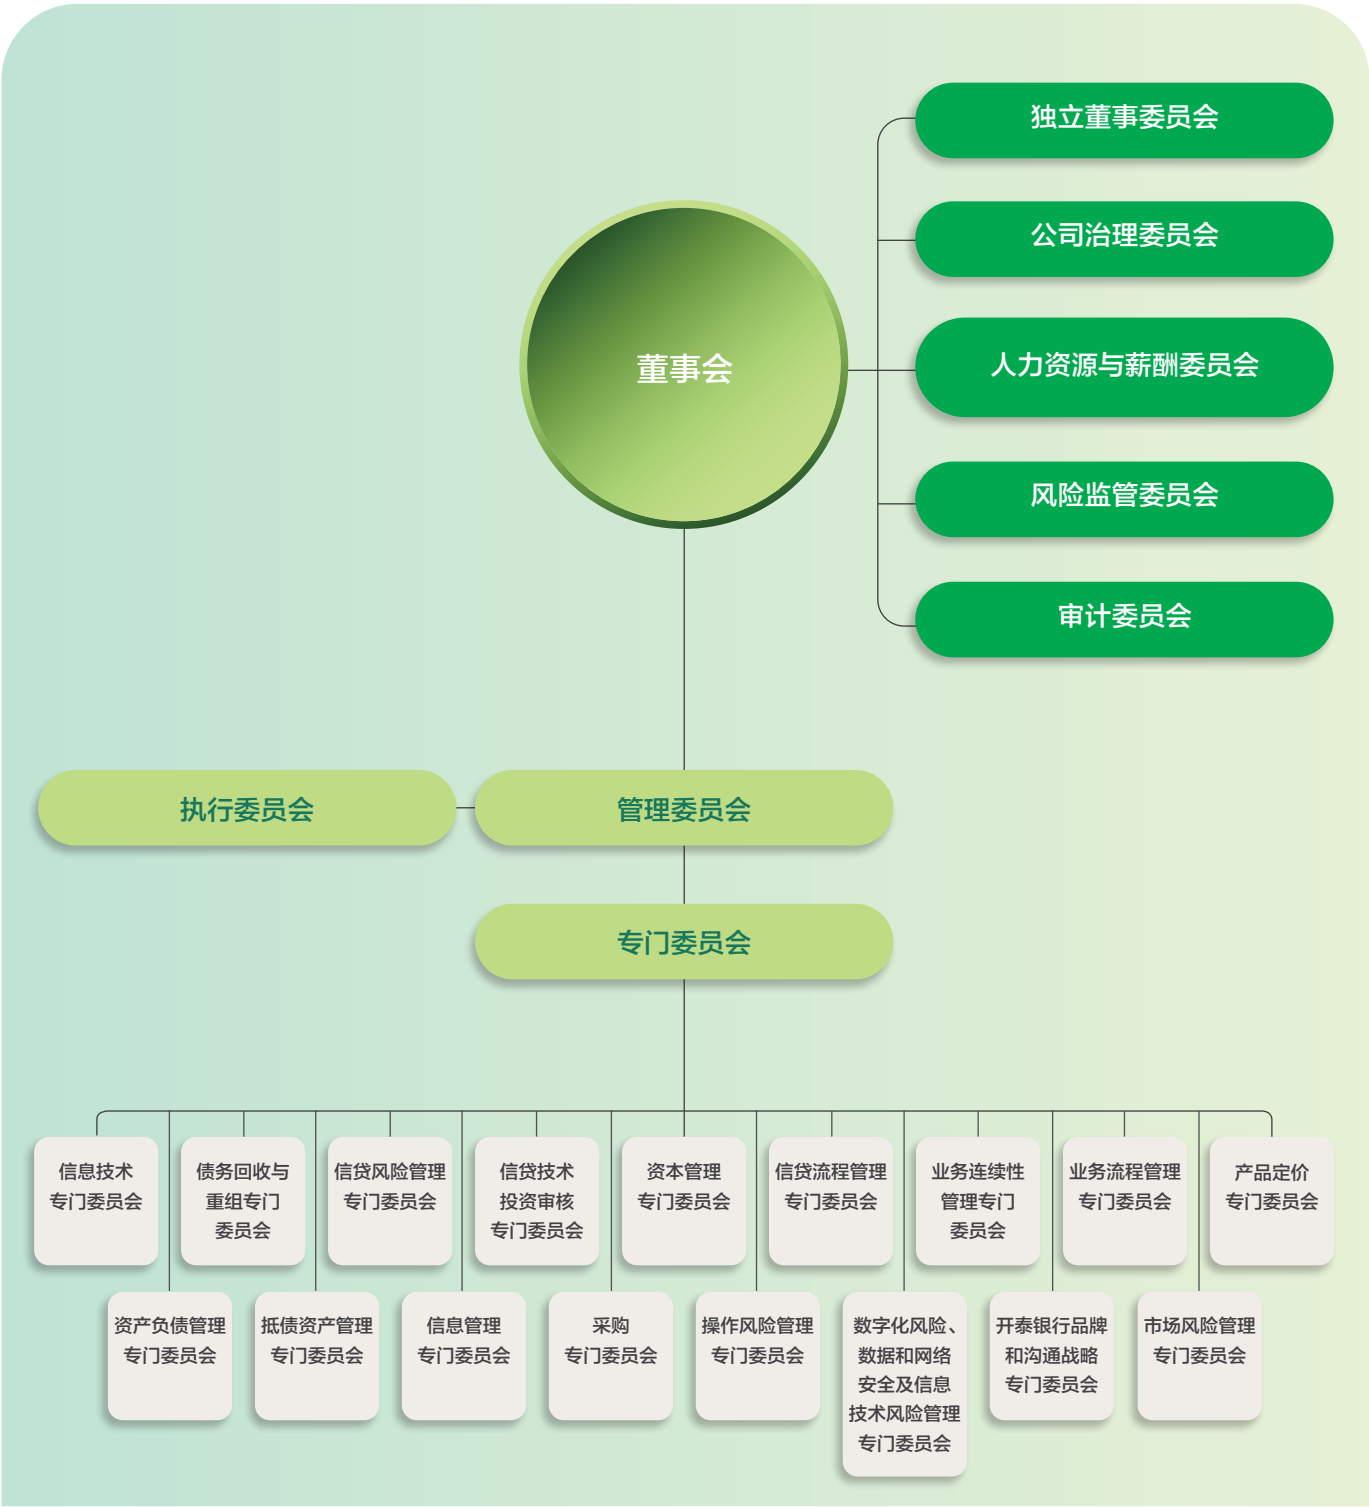 独立董事委员会
公司治理委员会
董事会
人力资源与薪酬委员会
风险监管委员会
审计委员会
执行委员会
管理委员会
专门委员会
信息技术
专门委员会
债务回收与
重组专门
委员会
信贷风险管理
专门委员会
信贷技术
投资审核
专门委员会
资本管理
专门委员会
信贷流程管理
专门委员会
业务连续性
管理专门
委员会
业务流程管理
专门委员会
产品定价
专门委员会
资产负债管理
专门委员会
抵债资产管理
专门委员会
信息管理
专门委员会
采购
专门委员会
操作风险管理
专门委员会
数字化风险、
数据和网络
安全及信息
技术风险管理
专门委员会
开泰银行品牌
和沟通战略
专门委员会
市场风险管理
专门委员会